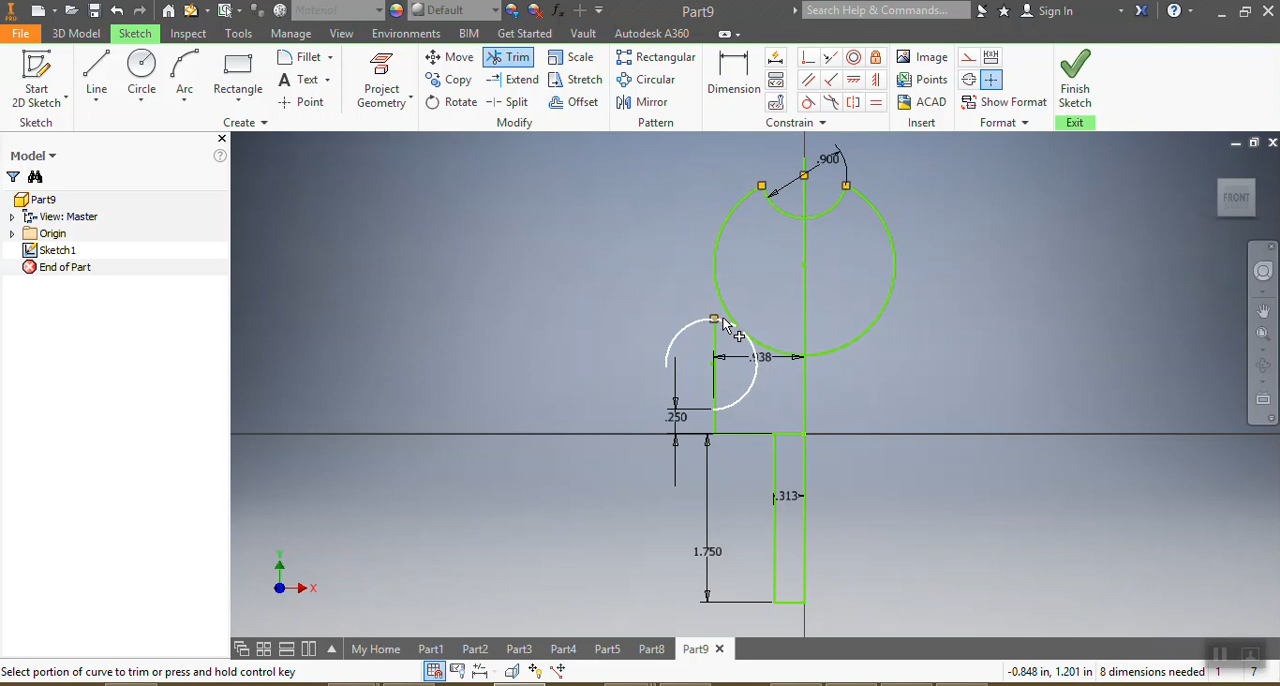 PRO Material Default fx Part9 Search Help & Commands... Sign In
File 3D Model Sketch Inspect Tools Manage View Environments BIM Get Started Vault Autodesk A360
Start 2D Sketch Line Circle Arc Rectangle Fillet Text Point Project Geometry Move Copy Rotate Trim Extend Split Scale Stretch Offset Rectangular Circular Mirror Dimension Image Points ACAD Show Format Finish Sketch
Sketch Create Modify Pattern Constrain Insert Format Exit
Model
Part9
View: Master
Origin
Sketch1
End of Part
.900
FRONT
.938
.250
.313
1.750
Y
X
My Home Part1 Part2 Part3 Part4 Part5 Part8 Part9
Select portion of curve to trim or press and hold control key -0.848 in, 1.201 in 8 dimensions needed 1 7